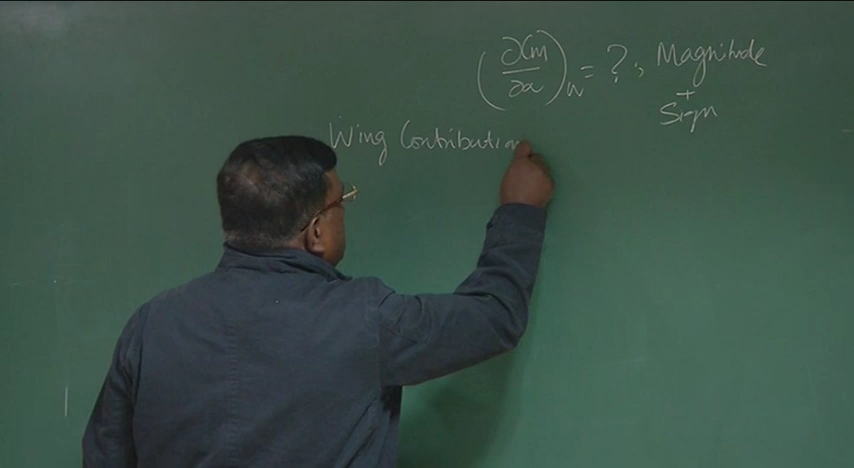 (∂Cm/∂α)w = ?, Magnitude
+
Sign
Wing Contribution